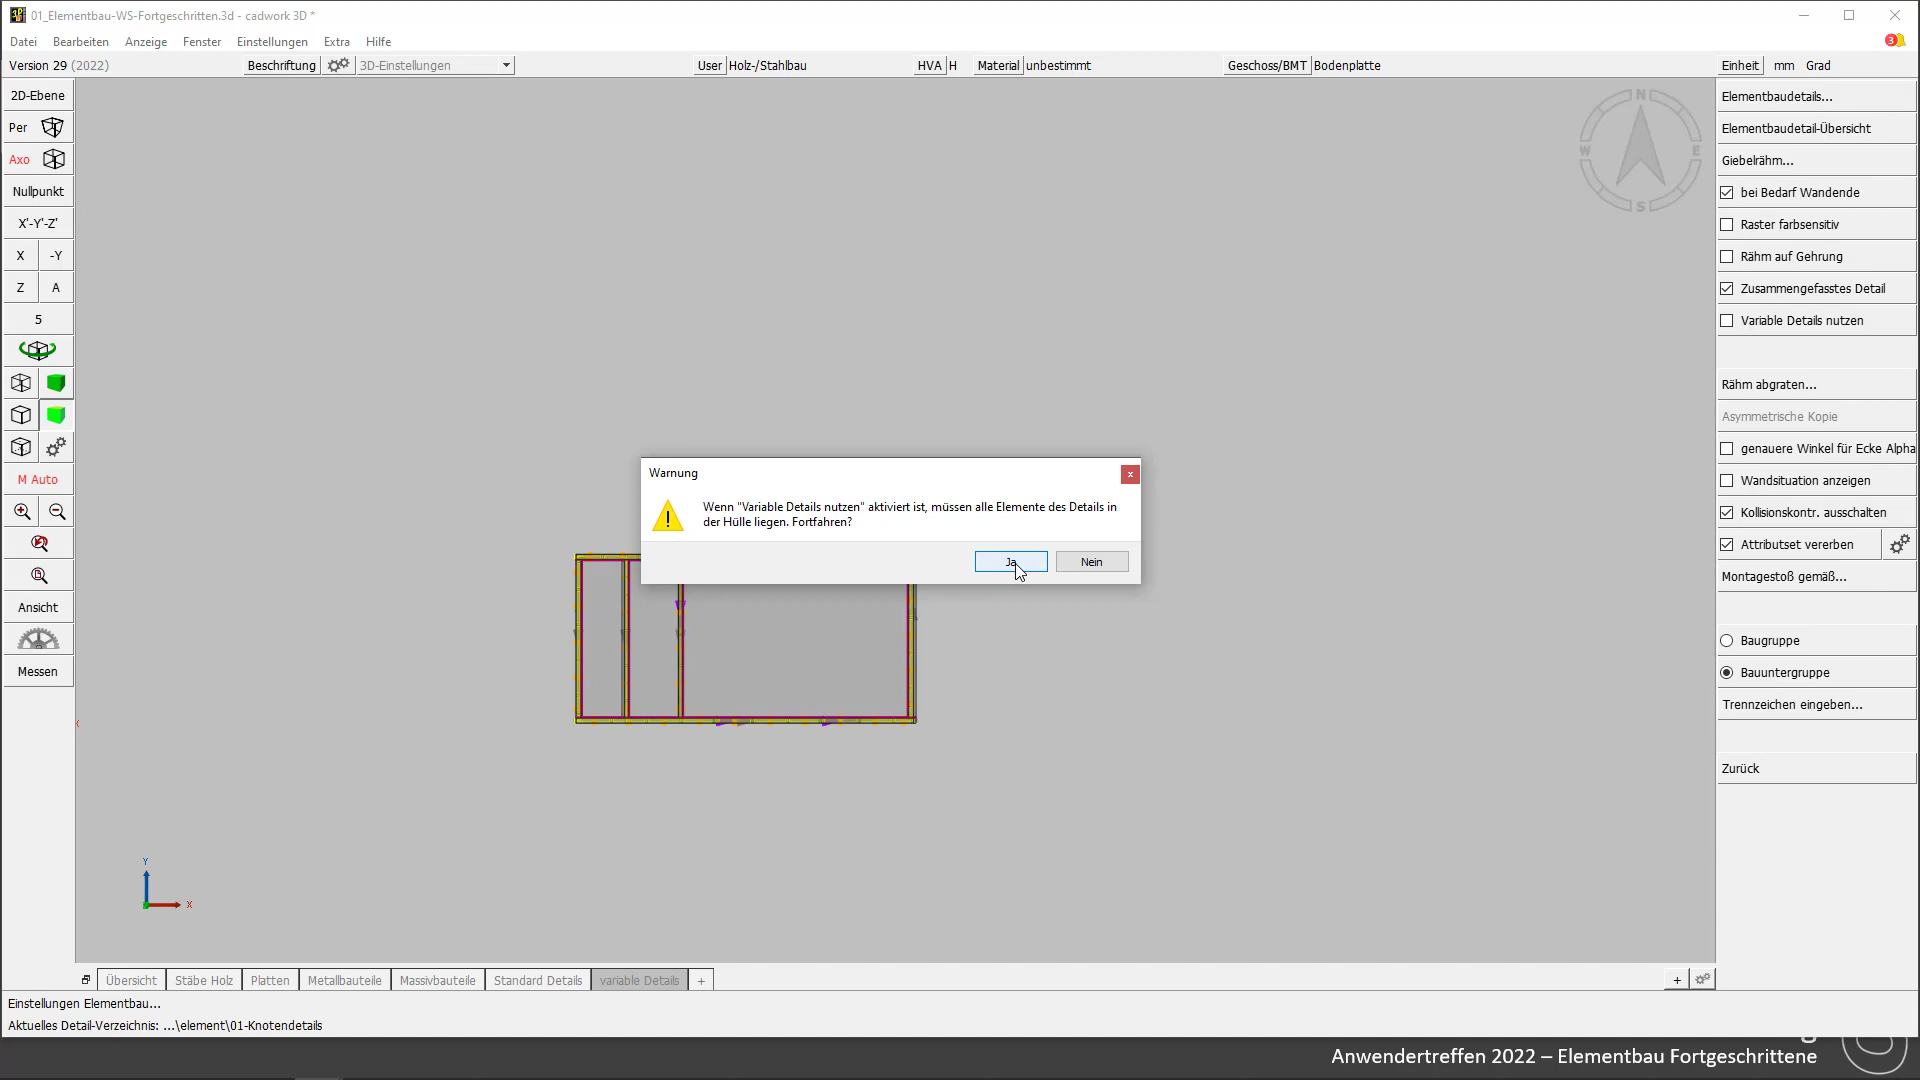 01_Elementbau-WS-Fortgeschritten.3d - cadwork 3D *
Datei Bearbeiten Anzeige Fenster Einstellungen Extra Hilfe
3
Version 29 (2022) Beschriftung 3D-Einstellungen User Holz-/Stahlbau HVA H Material unbestimmt Geschoss/BMT Bodenplatte Einheit mm Grad
2D-Ebene
Per
Axo
Nullpunkt
X'-Y'-Z'
X -Y
Z A
5
M Auto
Ansicht
Messen
N
W E
S
Elementbaudetails...
Elementbaudetail-Übersicht
Giebelrähm...
bei Bedarf Wandende
Raster farbsensitiv
Rähm auf Gehrung
Zusammengefasstes Detail
Variable Details nutzen
Rähm abgraten...
Asymmetrische Kopie
genauere Winkel für Ecke Alpha
Wandsituation anzeigen
Kollisionskontr. ausschalten
Attributset vererben
Montagestoß gemäß...
Baugruppe
Bauuntergruppe
Trennzeichen eingeben...
Zurück
Warnung
Wenn "Variable Details nutzen" aktiviert ist, müssen alle Elemente des Details in
der Hülle liegen. Fortfahren?
Ja Nein
Y
X
Übersicht Stäbe Holz Platten Metallbauteile Massivbauteile Standard Details variable Details +
+
Einstellungen Elementbau...
Aktuelles Detail-Verzeichnis: ...\element\01-Knotendetails
Anwendertreffen 2022 – Elementbau Fortgeschrittene